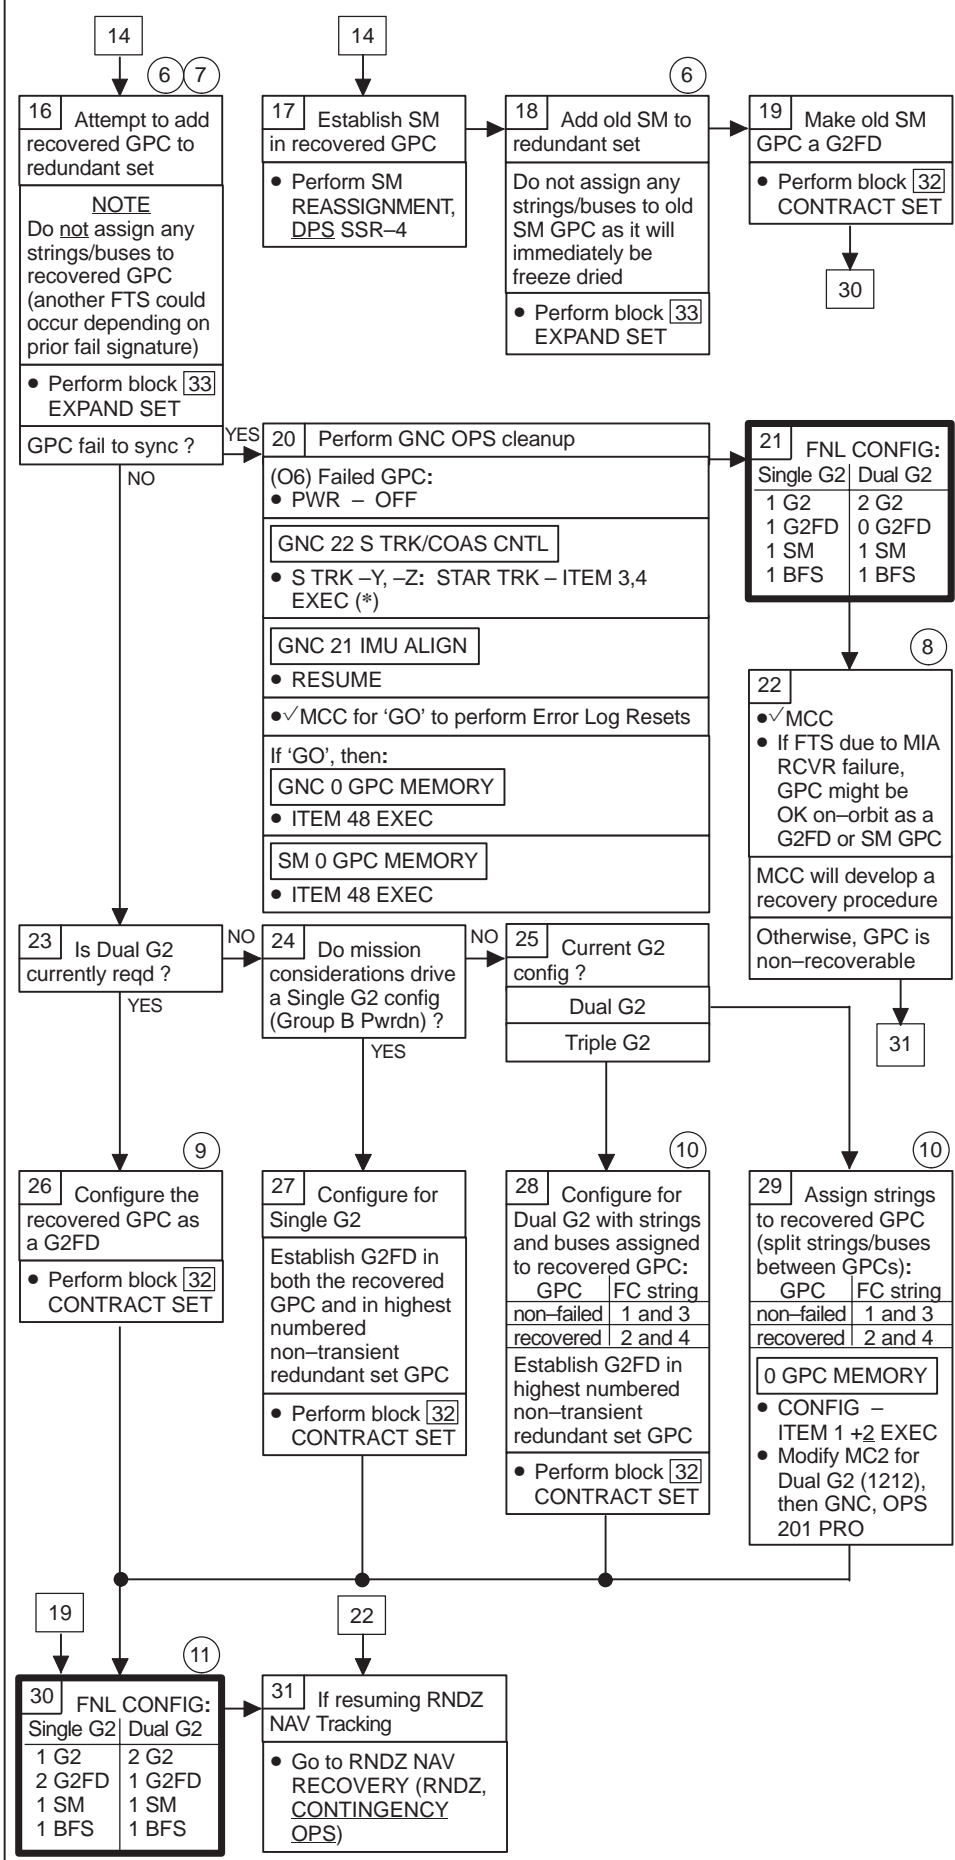 14
14
6
7
6
16 Attempt to add
recovered GPC to
redundant set
NOTE
Do not assign any
strings/buses to
recovered GPC
(another FTS could
occur depending on
prior fail signature)
• Perform block 33
EXPAND SET
GPC fail to sync ?
YES
NO
17 Establish SM
in recovered GPC
• Perform SM
REASSIGNMENT,
DPS SSR–4
18 Add old SM to
redundant set
Do not assign any
strings/buses to old
SM GPC as it will
immediately be
freeze dried
• Perform block 33
EXPAND SET
19 Make old SM
GPC a G2FD
• Perform block 32
CONTRACT SET
30
20 Perform GNC OPS cleanup
(O6) Failed GPC:
• PWR – OFF
GNC 22 S TRK/COAS CNTL
• S TRK –Y, –Z: STAR TRK – ITEM 3,4
EXEC (*)
GNC 21 IMU ALIGN
• RESUME
•√MCC for ‘GO’ to perform Error Log Resets
If ‘GO’, then:
GNC 0 GPC MEMORY
• ITEM 48 EXEC
SM 0 GPC MEMORY
• ITEM 48 EXEC
21 FNL CONFIG:
Single G2 Dual G2
1 G2 2 G2
1 G2FD 0 G2FD
1 SM 1 SM
1 BFS 1 BFS
8
22
•√MCC
• If FTS due to MIA
RCVR failure,
GPC might be
OK on–orbit as a
G2FD or SM GPC
MCC will develop a
recovery procedure
Otherwise, GPC is
non–recoverable
31
23 Is Dual G2
currently reqd ?
NO
YES
24 Do mission
considerations drive
a Single G2 config
(Group B Pwrdn) ?
NO
YES
25 Current G2
config ?
Dual G2
Triple G2
9
26 Configure the
recovered GPC as
a G2FD
• Perform block 32
CONTRACT SET
27 Configure for
Single G2
Establish G2FD in
both the recovered
GPC and in highest
numbered
non–transient
redundant set GPC
• Perform block 32
CONTRACT SET
10
28 Configure for
Dual G2 with strings
and buses assigned
to recovered GPC:
GPC FC string
non–failed 1 and 3
recovered 2 and 4
Establish G2FD in
highest numbered
non–transient
redundant set GPC
• Perform block 32
CONTRACT SET
10
29 Assign strings
to recovered GPC
(split strings/buses
between GPCs):
GPC FC string
non–failed 1 and 3
recovered 2 and 4
0 GPC MEMORY
• CONFIG –
ITEM 1 +2 EXEC
• Modify MC2 for
Dual G2 (1212),
then GNC, OPS
201 PRO
19
22
11
30 FNL CONFIG:
Single G2 Dual G2
1 G2 2 G2
2 G2FD 1 G2FD
1 SM 1 SM
1 BFS 1 BFS
31 If resuming RNDZ
NAV Tracking
• Go to RNDZ NAV
RECOVERY (RNDZ,
CONTINGENCY
OPS)